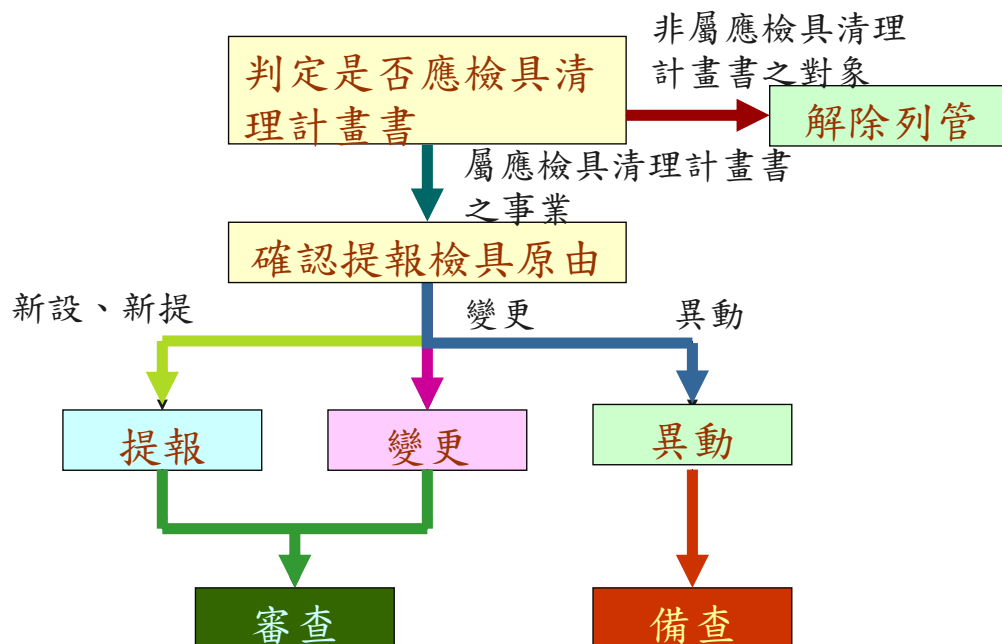 非屬應檢具清理
計畫書之對象
判定是否應檢具清
理計畫書
解除列管
屬應檢具清理計畫書
之事業
確認提報檢具原由
新設、新提
變更
異動
提報
變更
異動
審查
備查